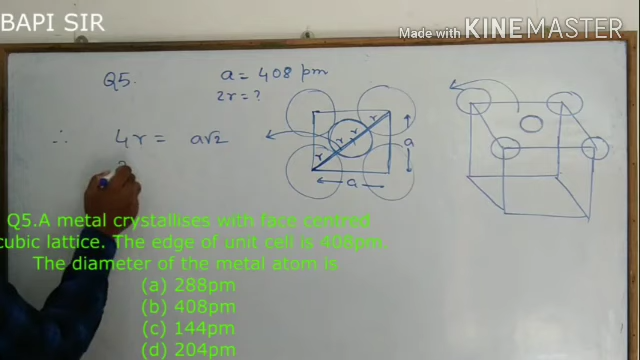 BAPI SIR
Made with KINEMASTER
Q5.
a = 408 pm
2r = ?
∴ 4r = a√2
2
r
r
r
r
a
a
Q5.A metal crystallises with face centred
cubic lattice. The edge of unit cell is 408pm.
The diameter of the metal atom is
(a) 288pm
(b) 408pm
(c) 144pm
(d) 204pm